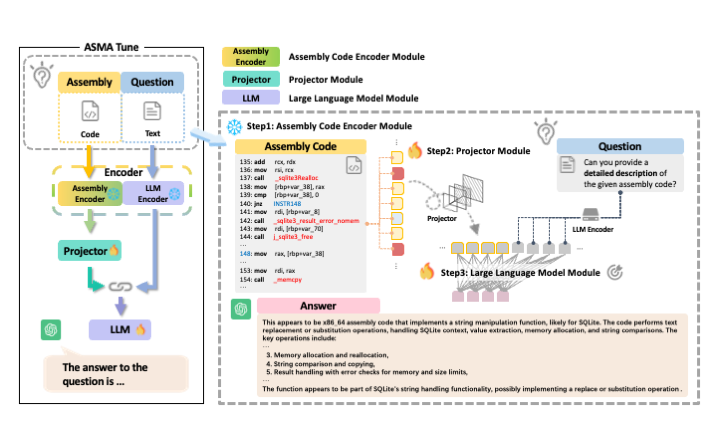 ASMA Tune
Assembly
Question
Code
Text
Encoder
Assembly
Encoder
LLM
Encoder
Projector
LLM
The answer to the
question is ...
Assembly
Encoder
Assembly Code Encoder Module
Projector
Projector Module
LLM
Large Language Model Module
Step1: Assembly Code Encoder Module
Assembly Code
135: add rcx, rdx
136: mov rsi, rcx
137: call _sqlite3Realloc
138: mov [rbp+var_38], rax
139: cmp [rbp+var_38], 0
140: jnz INSTR148
141: mov rdi, [rbp+var_8]
142: call _sqlite3_result_error_nomem
143: mov rdi, [rbp+var_70]
144: call j_sqlite3_free
...
148: mov rax, [rbp+var_38]
...
153: mov rdi, rax
154: call _memcpy
...
...
Step2: Projector Module
Projector
Question
Can you provide a
detailed description of
the given assembly code?
LLM Encoder
...
...
Step3: Large Language Model Module
Answer
This appears to be x86_64 assembly code that implements a string manipulation function, likely for SQLite. The code performs text
replacement or substitution operations, handling SQLite context, value extraction, memory allocation, and string comparisons. The
key operations include:
...
3. Memory allocation and reallocation,
4. String comparison and copying,
5. Result handling with error checks for memory and size limits,
...
The function appears to be part of SQLite's string handling functionality, possibly implementing a replace or substitution operation .